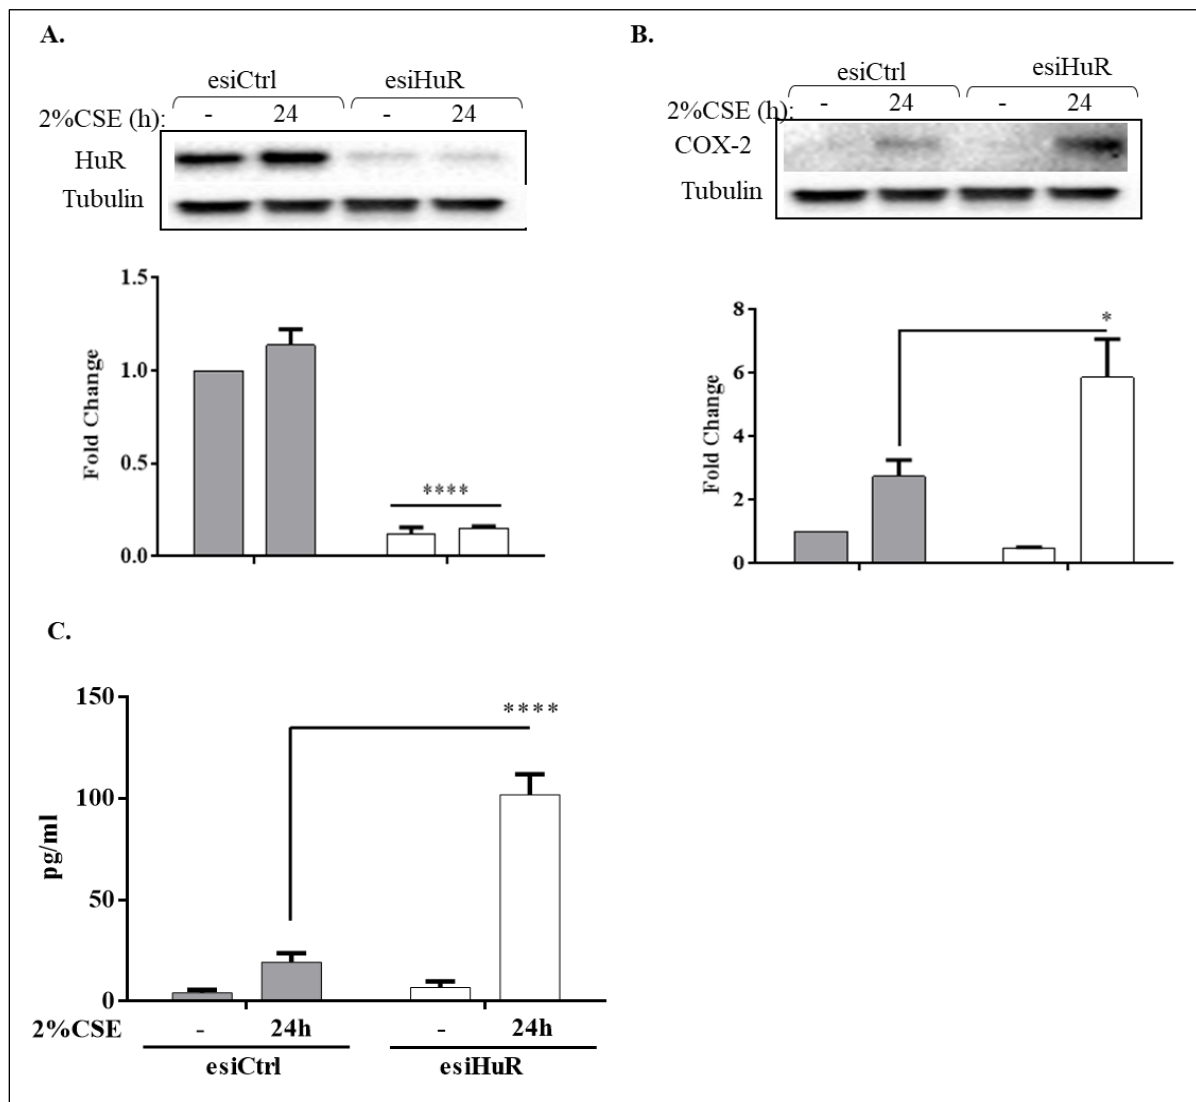 A.
esiCtrl esiHuR
2%CSE (h): - 24 - 24
HuR
Tubulin
1.5
1.0
0.5
0.0
Fold Change
****
B.
esiCtrl esiHuR
2%CSE (h): - 24 - 24
COX-2
Tubulin
8
6
4
2
0
Fold Change
*
C.
150
100
50
0
pg/ml
****
2%CSE - 24h - 24h
esiCtrl esiHuR